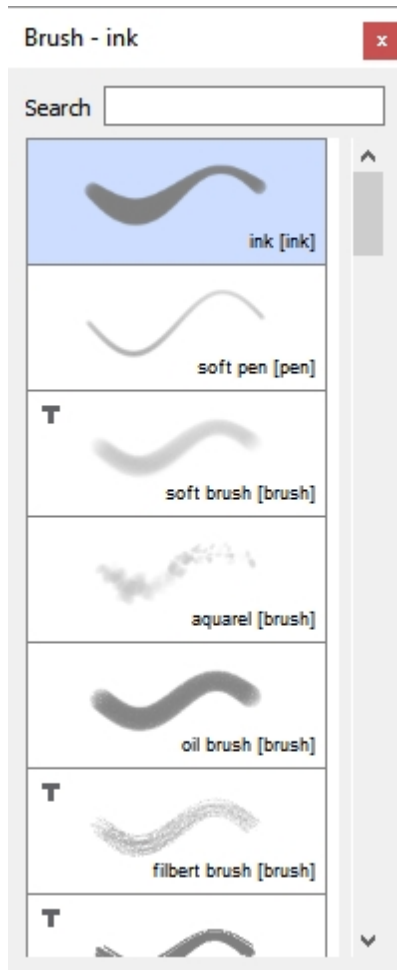 Brush - ink
x
Search
ink [ink]
soft pen [pen]
T
soft brush [brush]
aquarel [brush]
oil brush [brush]
T
filbert brush [brush]
T